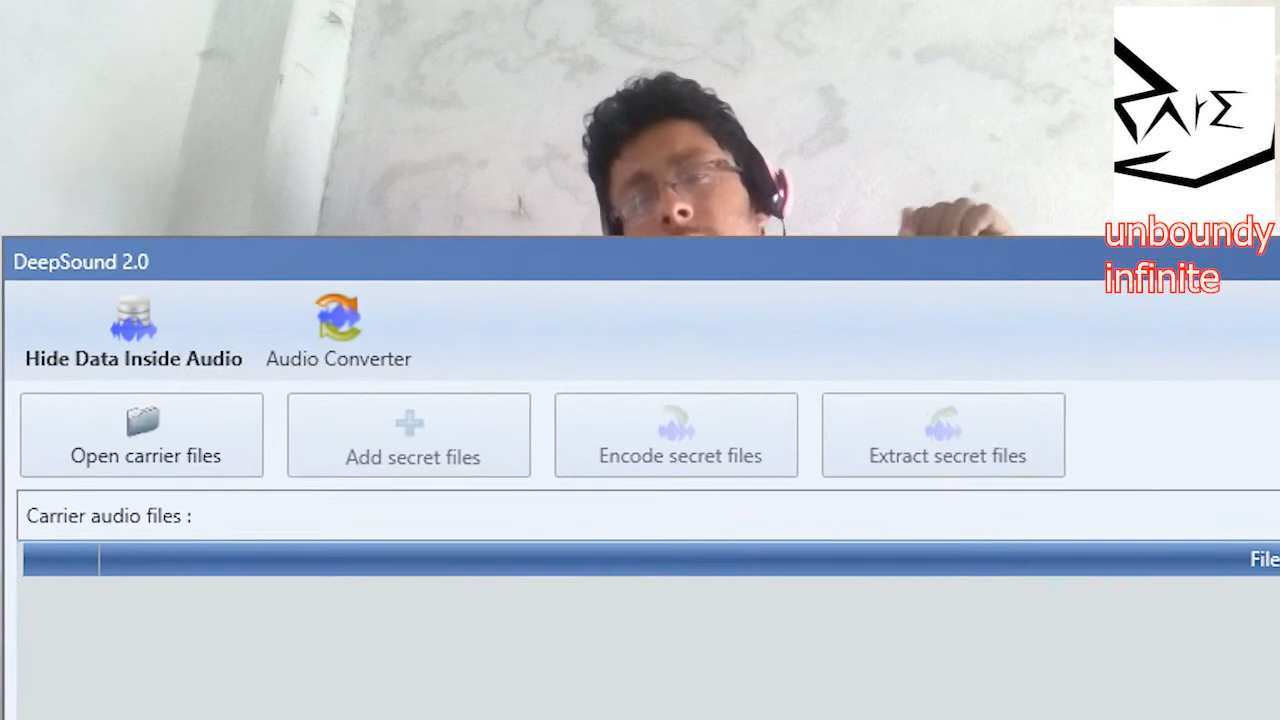 unboundy
infinite
DeepSound 2.0
Hide Data Inside Audio
Audio Converter
Open carrier files
Add secret files
Encode secret files
Extract secret files
Carrier audio files :
File